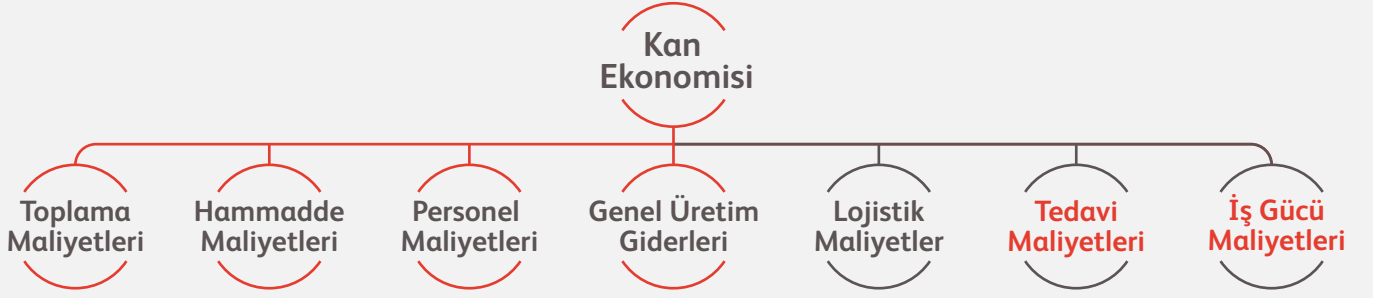 Kan
Ekonomisi
Toplama
Maliyetleri
Hammadde
Maliyetleri
Personel
Maliyetleri
Genel Üretim
Giderleri
Lojistik
Maliyetler
Tedavi
Maliyetleri
İş Gücü
Maliyetleri